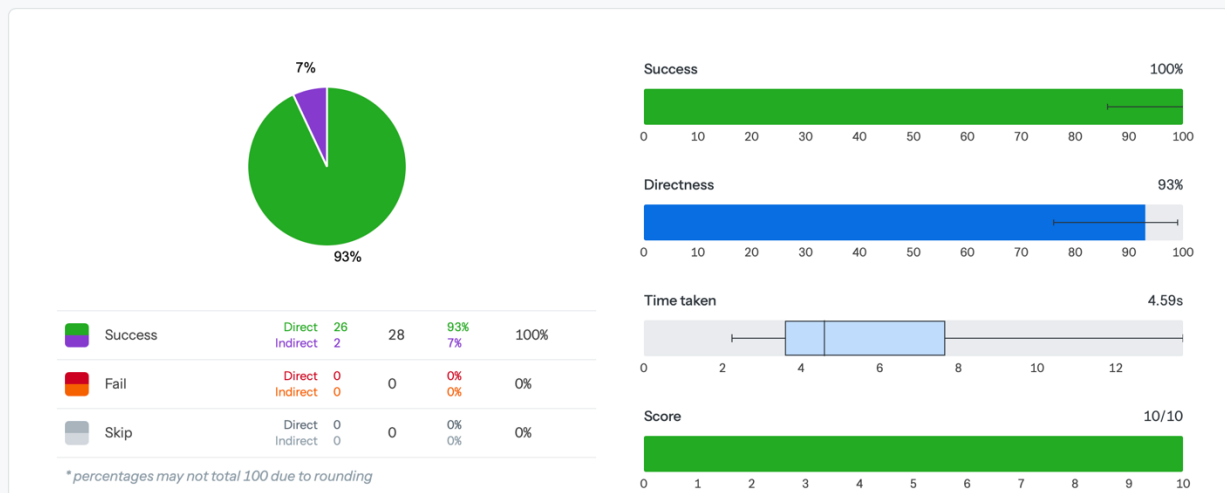 7%
93%
Success Direct 26 28 93% 100%
Indirect 2 7%
Fail Direct 0 0 0% 0%
Indirect 0 0%
Skip Direct 0 0 0% 0%
Indirect 0 0%
* percentages may not total 100 due to rounding
Success 100%
0 10 20 30 40 50 60 70 80 90 100
Directness 93%
0 10 20 30 40 50 60 70 80 90 100
Time taken 4.59s
0 2 4 6 8 10 12
Score 10/10
0 1 2 3 4 5 6 7 8 9 10